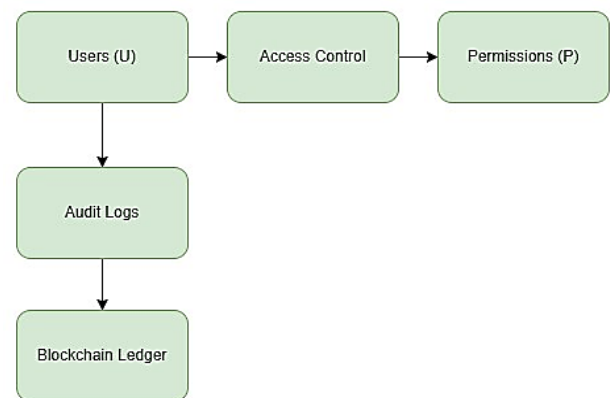 Users (U)
Access Control
Permissions (P)
Audit Logs
Blockchain Ledger